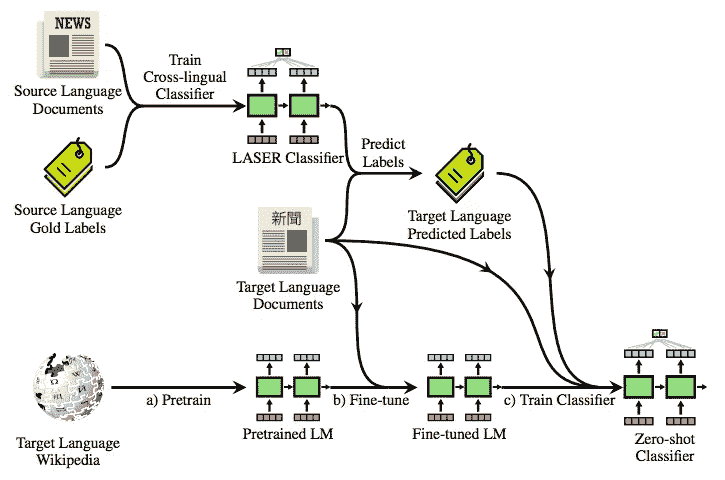 NEWS
Source Language
Documents
Train
Cross-lingual
Classifier
LASER Classifier
Source Language
Gold Labels
Predict
Labels
Target Language
Predicted Labels
新聞
Target Language
Documents
a) Pretrain
b) Fine-tune
c) Train Classifier
Target Language
Wikipedia
Pretrained LM
Fine-tuned LM
Zero-shot
Classifier